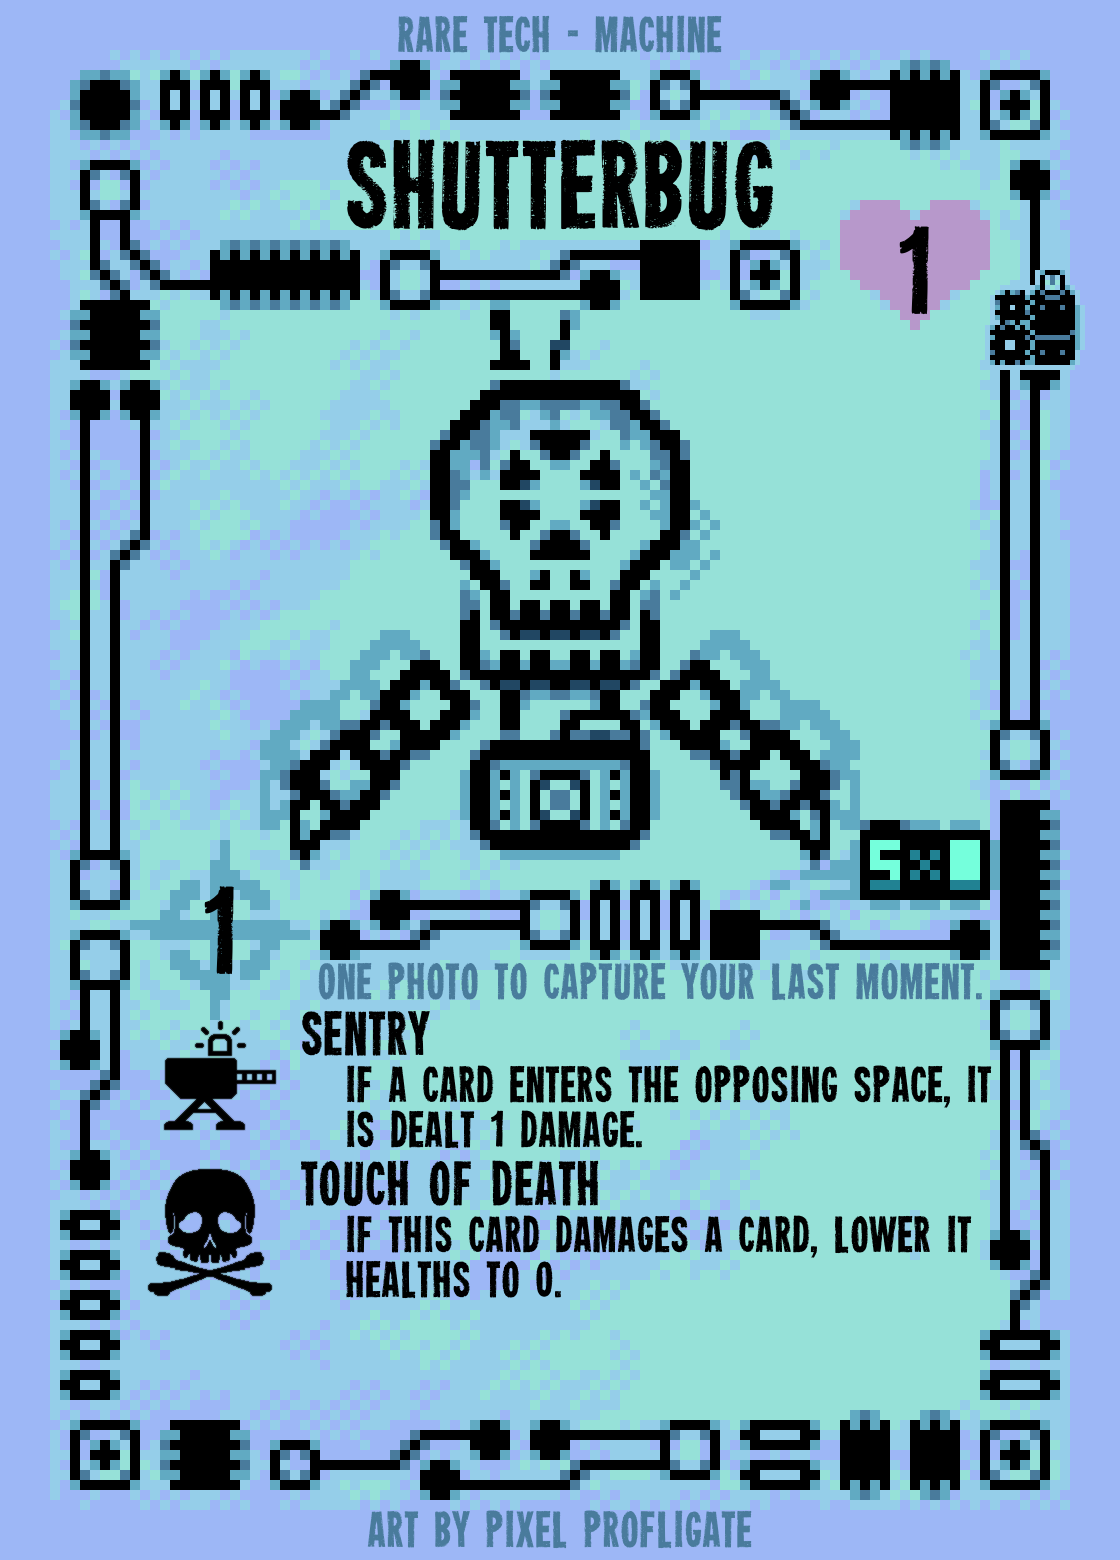 RARE TECH - MACHINE
SHUTTERBUG
1
5X
1
ONE PHOTO TO CAPTURE YOUR LAST MOMENT.
SENTRY
IF A CARD ENTERS THE OPPOSING SPACE, IT
IS DEALT 1 DAMAGE.
TOUCH OF DEATH
IF THIS CARD DAMAGES A CARD, LOWER IT
HEALTHS TO 0.
ART BY PIXEL PROFLIGATE